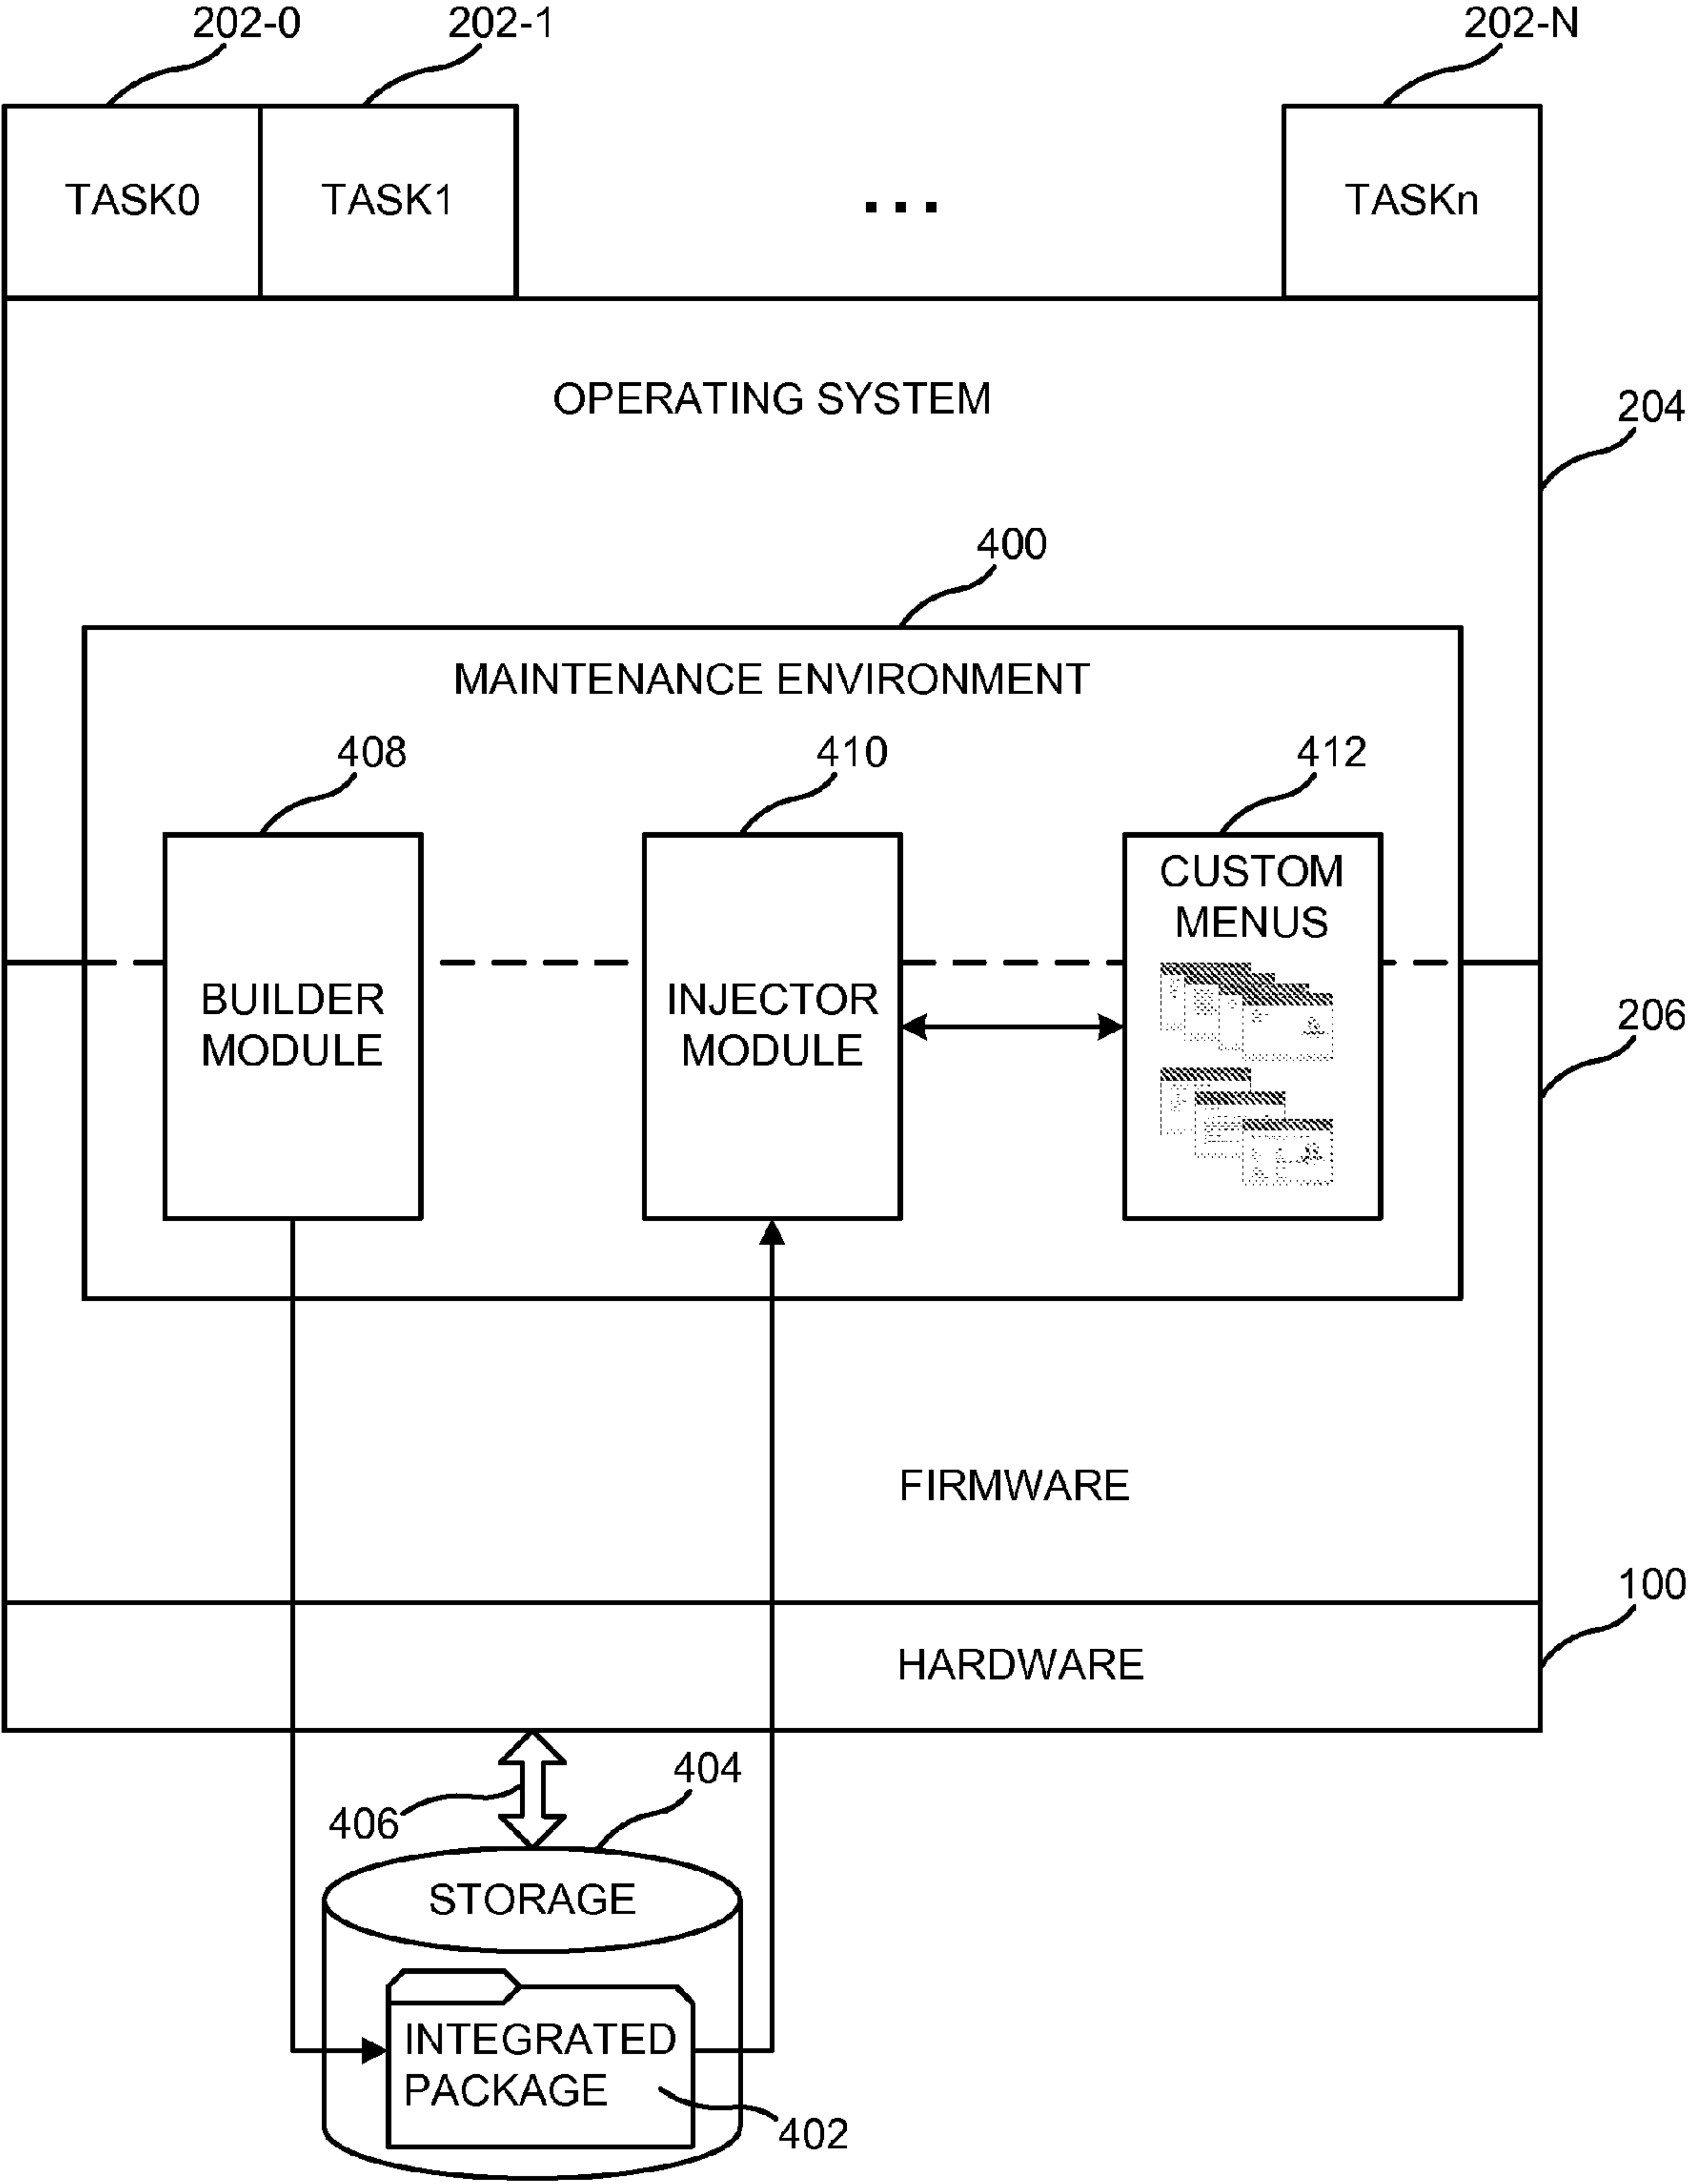 202-0
202-1
202-N
TASK0
TASK1
...
TASKn
OPERATING SYSTEM
204
400
MAINTENANCE ENVIRONMENT
408
410
412
CUSTOM
MENUS
BUILDER
MODULE
INJECTOR
MODULE
206
FIRMWARE
100
HARDWARE
404
406
STORAGE
INTEGRATED
PACKAGE
402